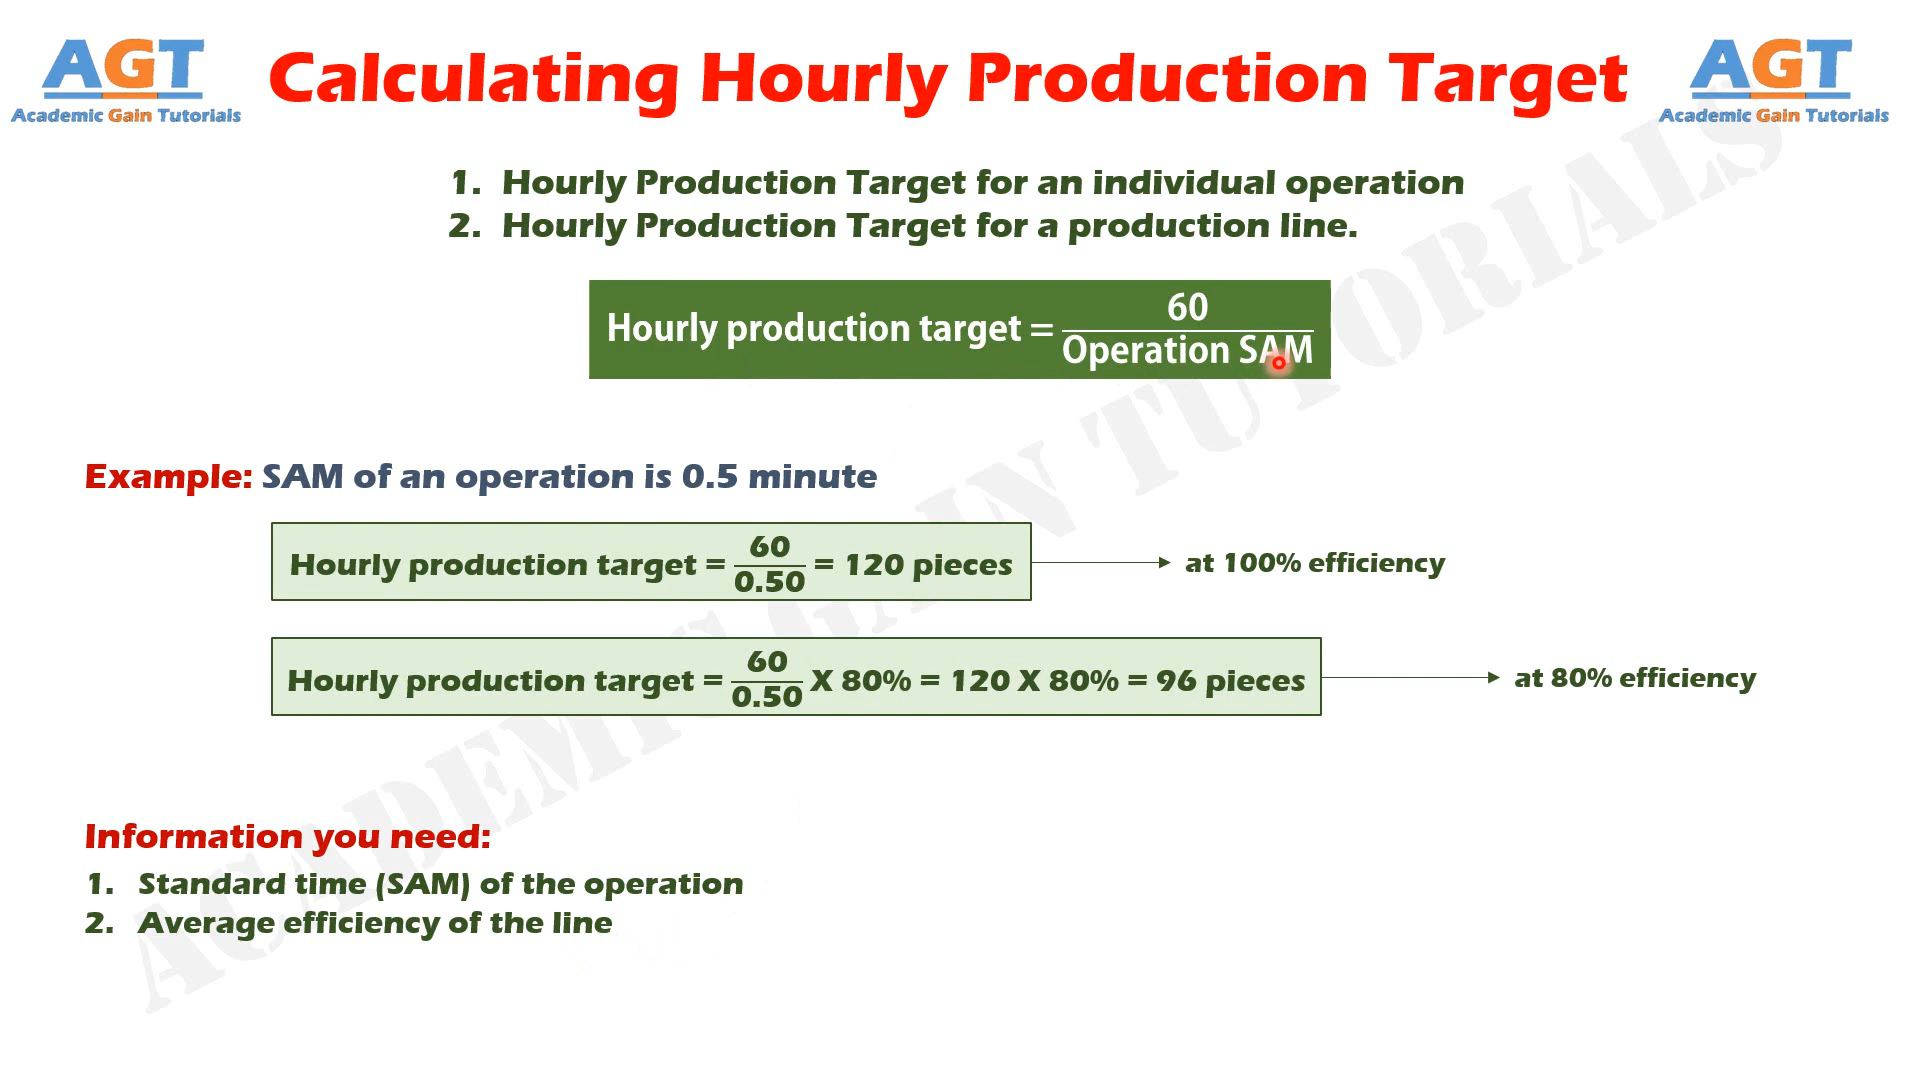 AGT
Academic Gain Tutorials
Calculating Hourly Production Target
AGT
Academic Gain Tutorials
1. Hourly Production Target for an individual operation
2. Hourly Production Target for a production line.
Hourly production target = 60 / Operation SAM
Example: SAM of an operation is 0.5 minute
Hourly production target = 60 / 0.50 = 120 pieces
at 100% efficiency
Hourly production target = 60 / 0.50 X 80% = 120 X 80% = 96 pieces
at 80% efficiency
Information you need:
1. Standard time (SAM) of the operation
2. Average efficiency of the line
ACADEMIC GAIN TUTORIALS